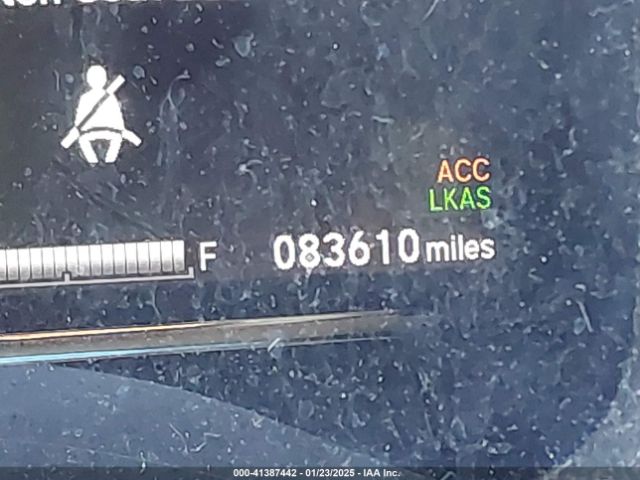 ACC
LKAS
F 083610 miles
000-41387442 - 01/23/2025 - IAA Inc.